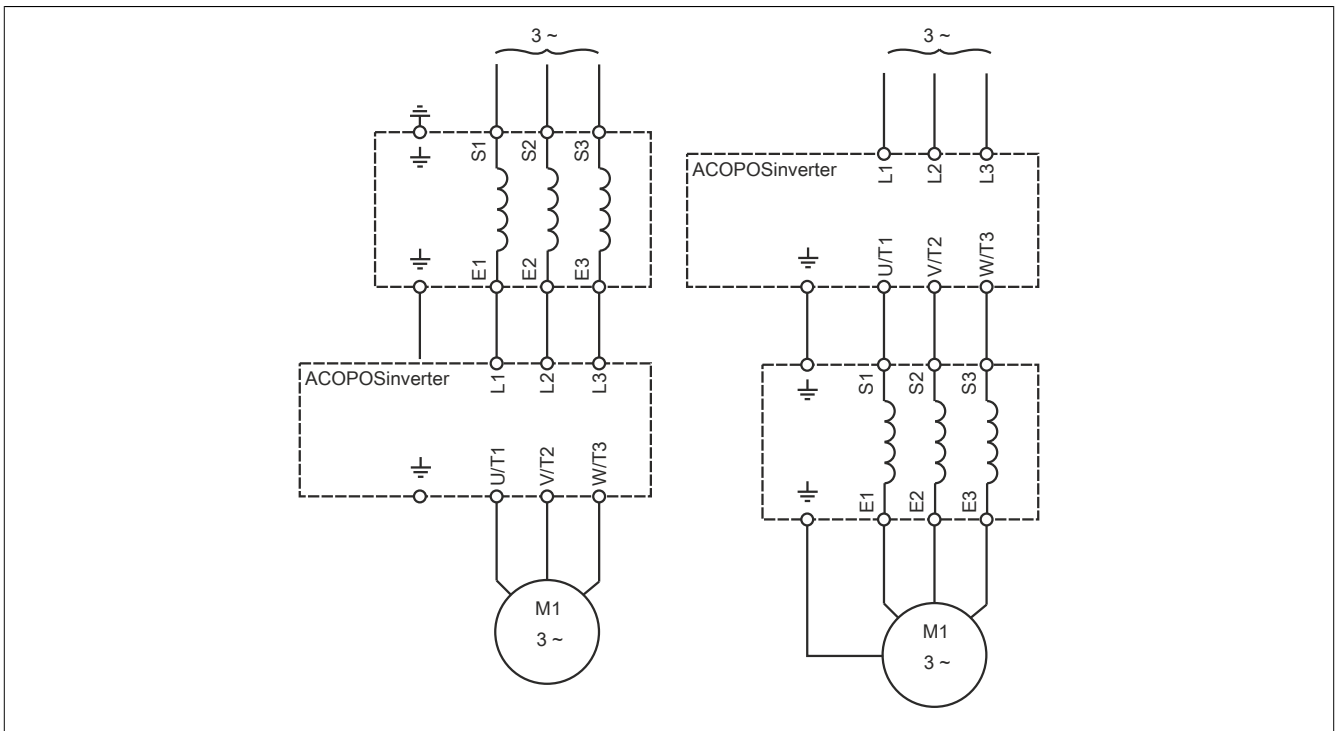 3 ~
S1 S2 S3
E1 E2 E3
ACOPOSinverter
L1 L2 L3
U/T1 V/T2 W/T3
M1
3 ~
3 ~
ACOPOSinverter
L1 L2 L3
U/T1 V/T2 W/T3
S1 S2 S3
E1 E2 E3
M1
3 ~